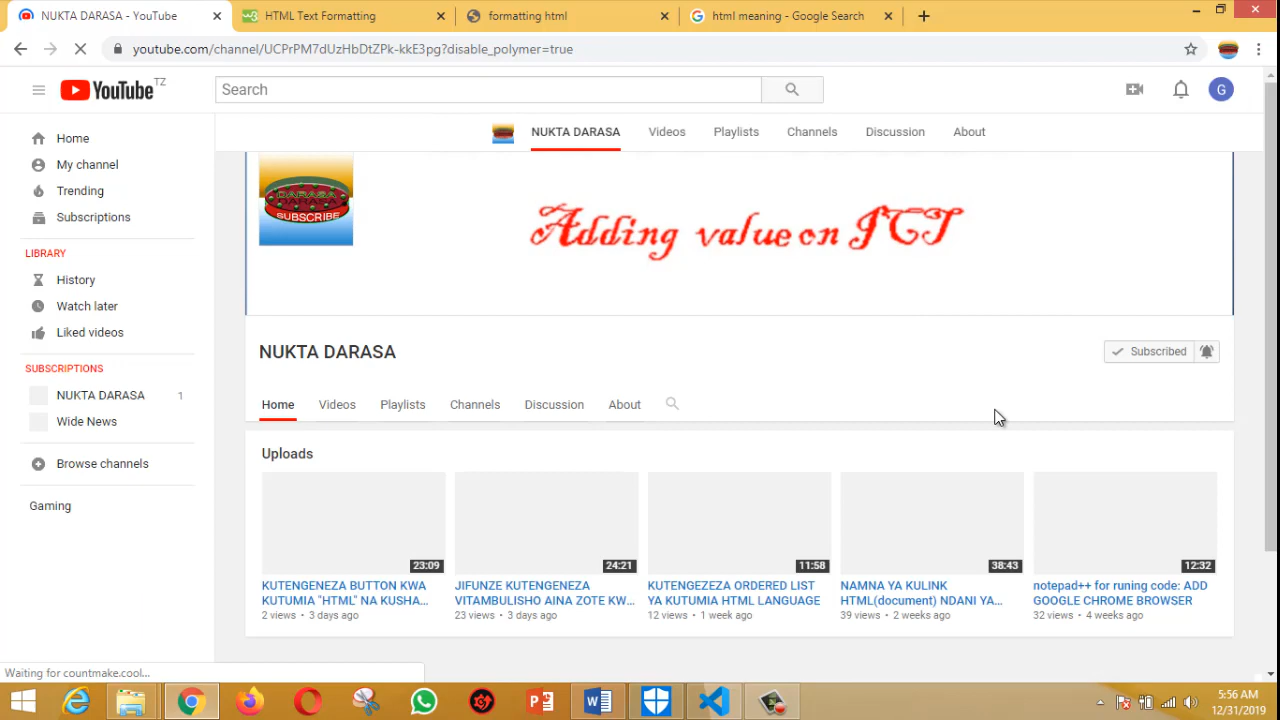 NUKTA DARASA - YouTube
HTML Text Formatting
formatting html
html meaning - Google Search
youtube.com/channel/UCPrPM7dUzHbDtZPk-kkE3pg?disable_polymer=true
YouTube TZ
Search
G
NUKTA DARASA Videos Playlists Channels Discussion About
Home
My channel
Trending
Subscriptions
LIBRARY
History
Watch later
Liked videos
SUBSCRIPTIONS
NUKTA DARASA 1
Wide News
Browse channels
Gaming
DARASA
SUBSCRIBE
Adding value on ICT
NUKTA DARASA
Subscribed
Home Videos Playlists Channels Discussion About
Uploads
23:09
24:21
11:58
38:43
12:32
KUTENGENEZA BUTTON KWA
KUTUMIA "HTML" NA KUSHA...
2 views • 3 days ago
JIFUNZE KUTENGENEZA
VITAMBULISHO AINA ZOTE KW...
23 views • 3 days ago
KUTENGEZEZA ORDERED LIST
YA KUTUMIA HTML LANGUAGE
12 views • 1 week ago
NAMNA YA KULINK
HTML(document) NDANI YA...
39 views • 2 weeks ago
notepad++ for runing code: ADD
GOOGLE CHROME BROWSER
32 views • 4 weeks ago
Waiting for countmake.cool...
5:56 AM
12/31/2019